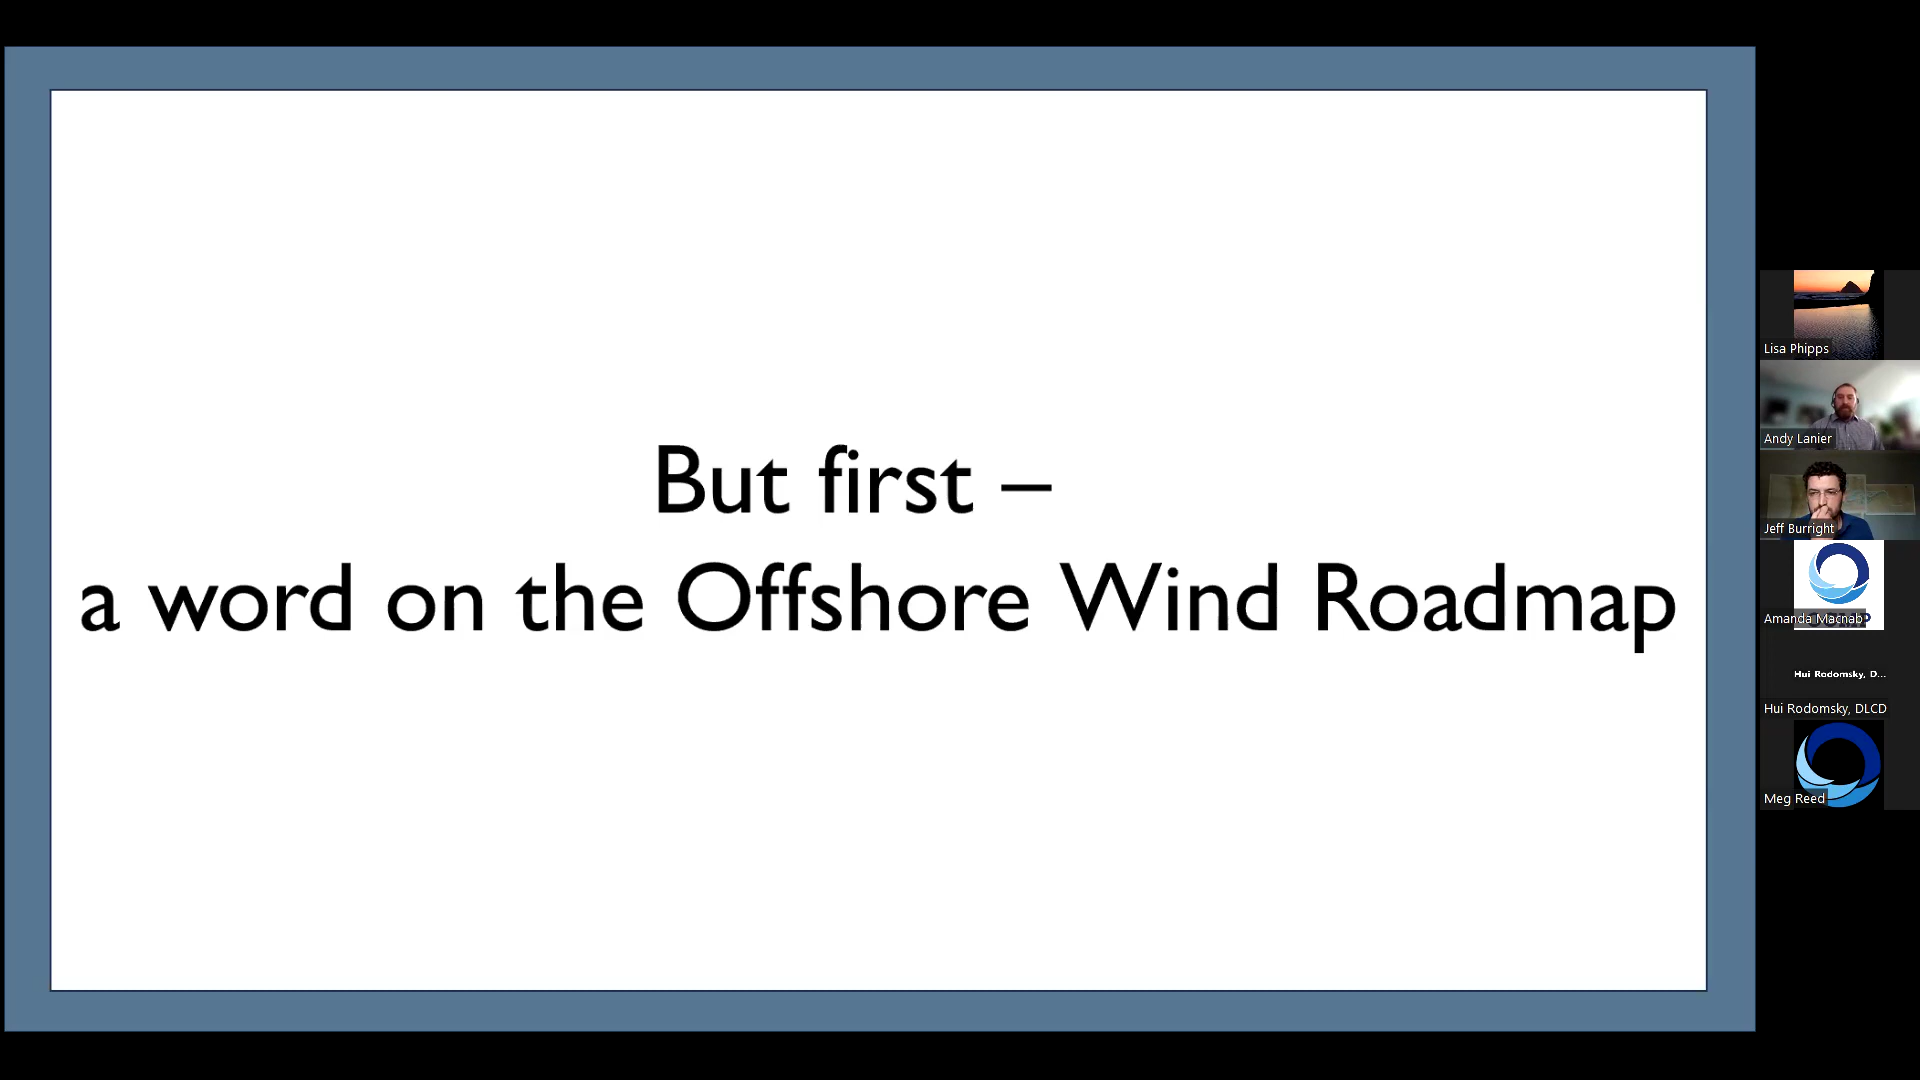 But first –
a word on the Offshore Wind Roadmap
Lisa Phipps
Andy Lanier
Jeff Burright
Amanda Macnab
Hui Rodomsky, D...
Hui Rodomsky, DLCD
Meg Reed